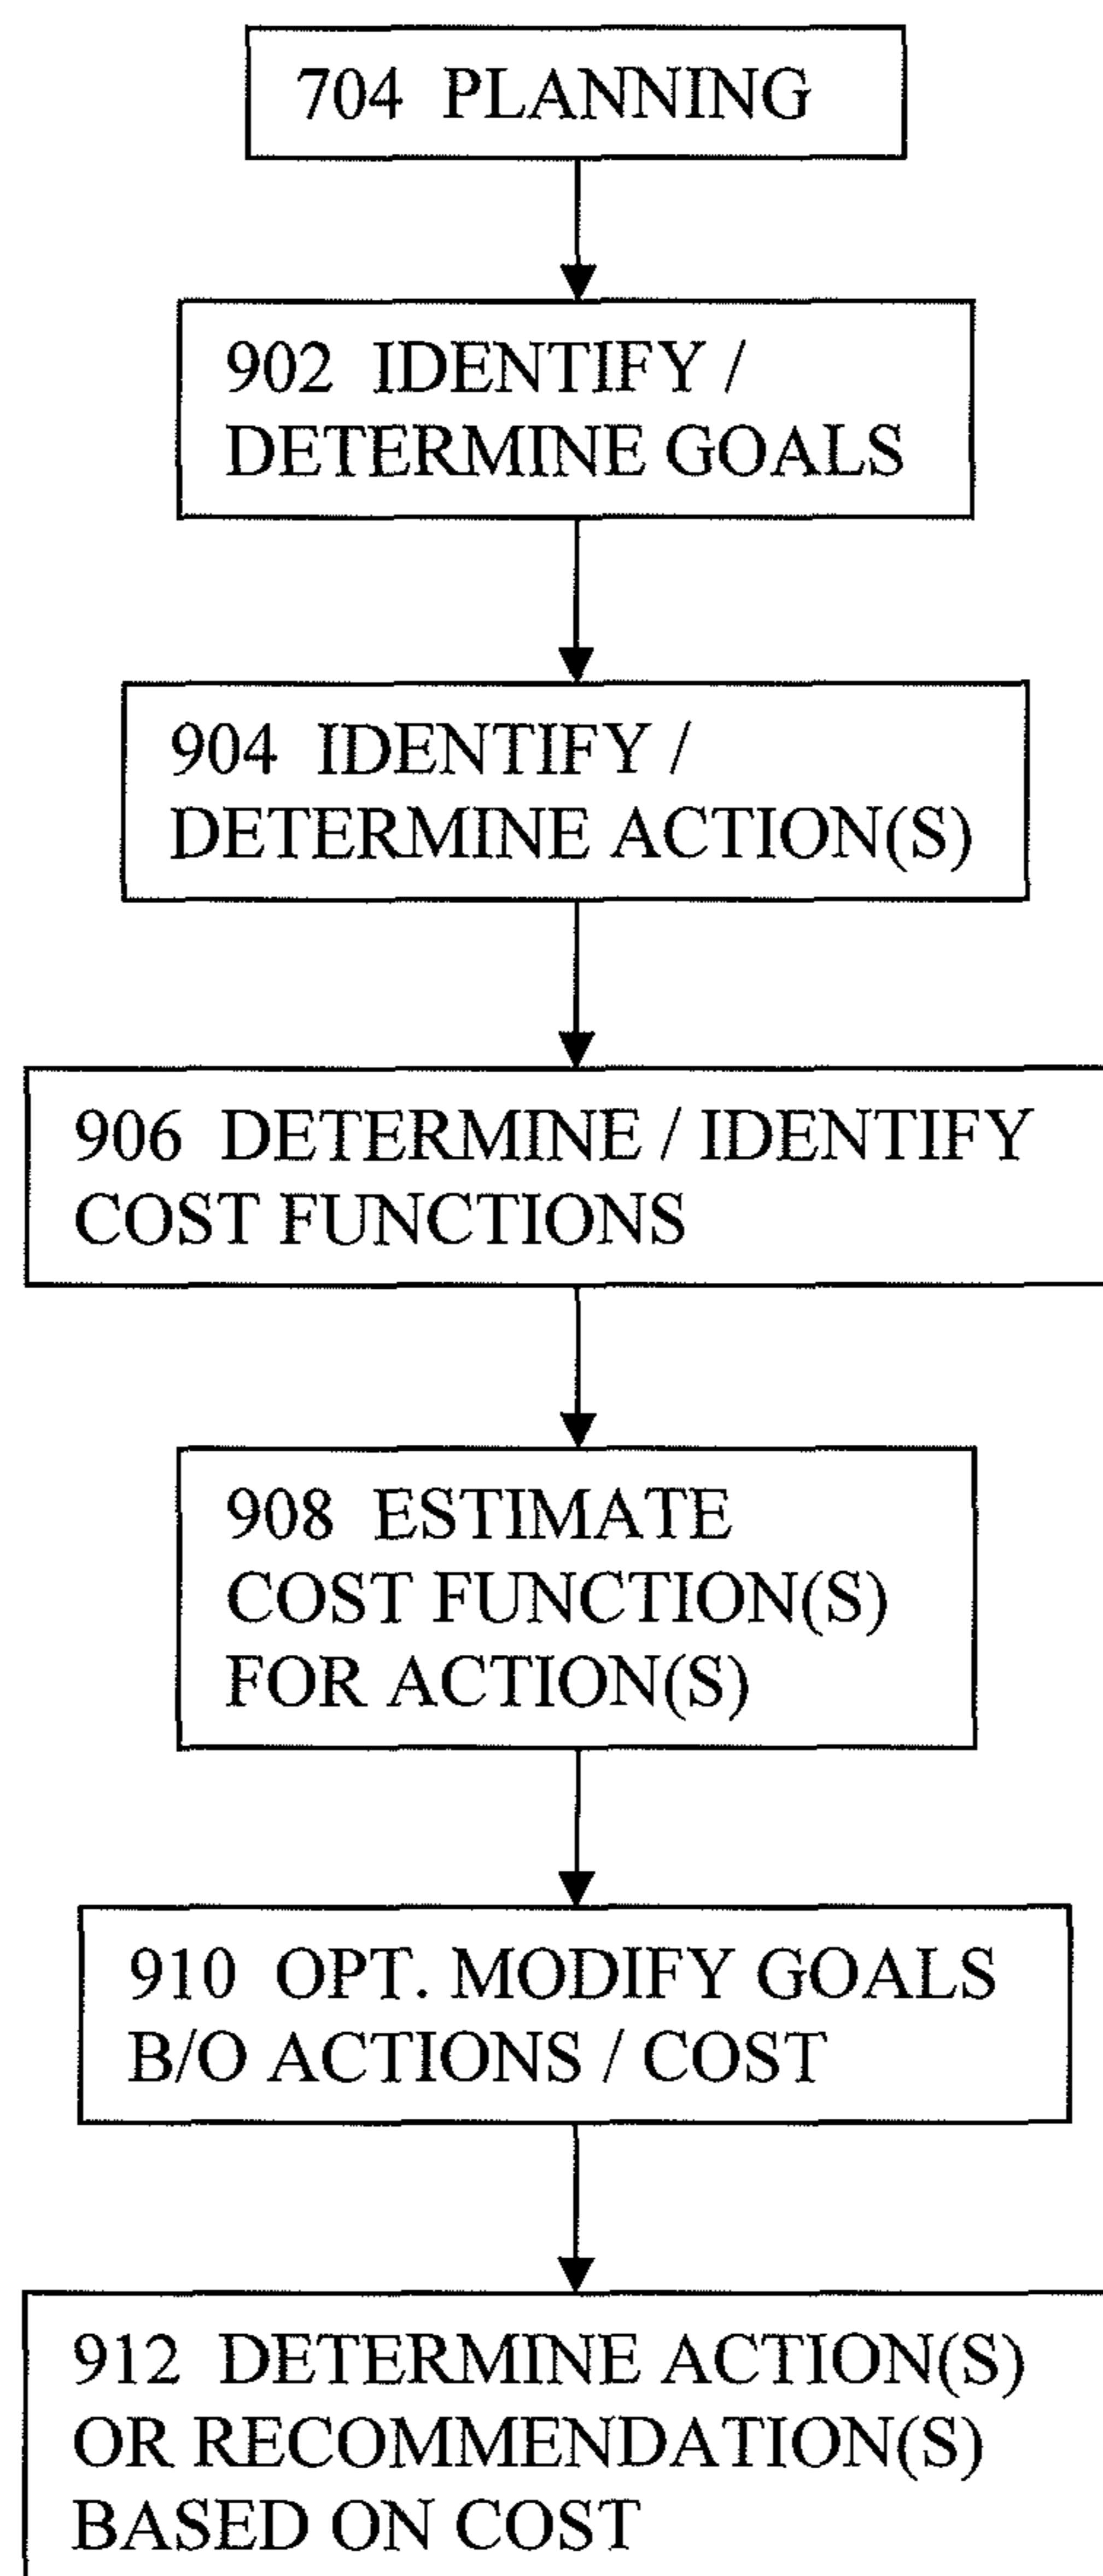 704 PLANNING
902 IDENTIFY /
DETERMINE GOALS
904 IDENTIFY /
DETERMINE ACTION(S)
906 DETERMINE / IDENTIFY
COST FUNCTIONS
908 ESTIMATE
COST FUNCTION(S)
FOR ACTION(S)
910 OPT. MODIFY GOALS
B/O ACTIONS / COST
912 DETERMINE ACTION(S)
OR RECOMMENDATION(S)
BASED ON COST